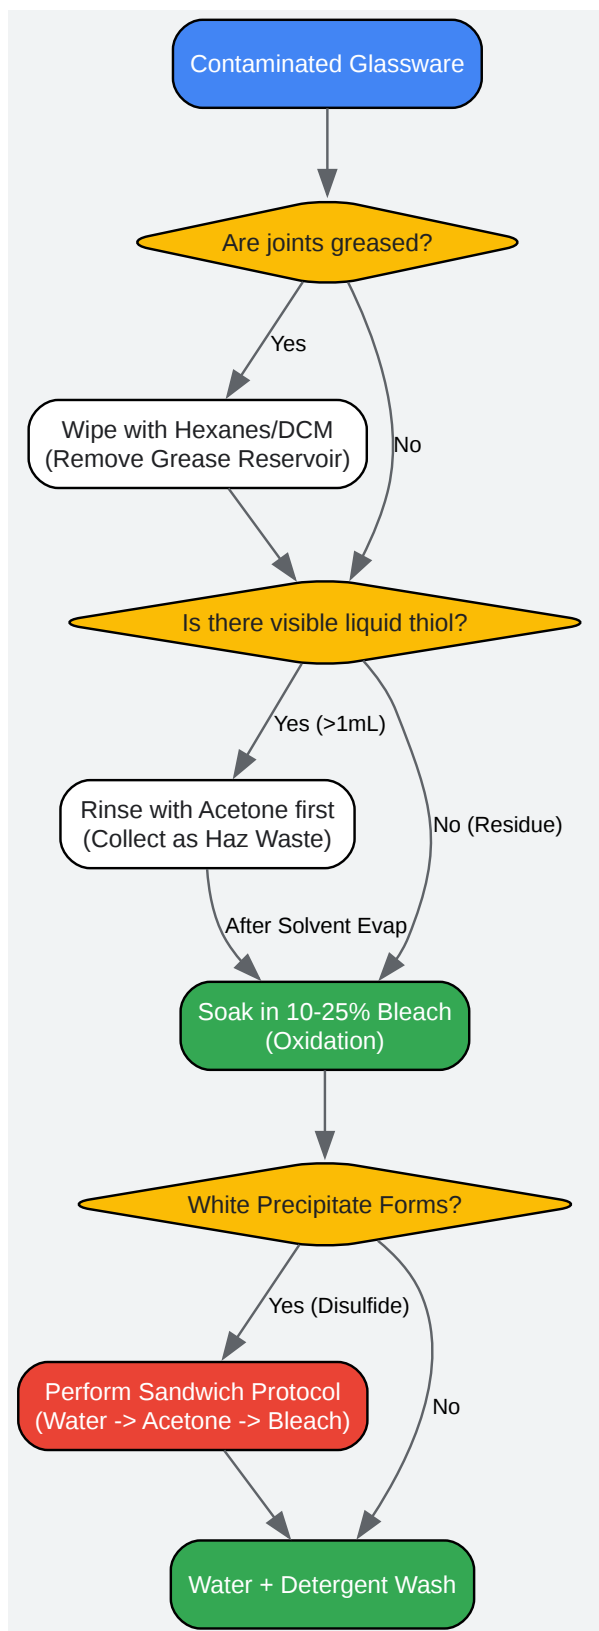 Contaminated Glassware
Are joints greased?
Yes
Wipe with Hexanes/DCM
(Remove Grease Reservoir)
No
Is there visible liquid thiol?
Yes (>1mL)
Rinse with Acetone first
(Collect as Haz Waste)
No (Residue)
After Solvent Evap
Soak in 10-25% Bleach
(Oxidation)
White Precipitate Forms?
Yes (Disulfide)
Perform Sandwich Protocol
(Water -> Acetone -> Bleach)
No
Water + Detergent Wash